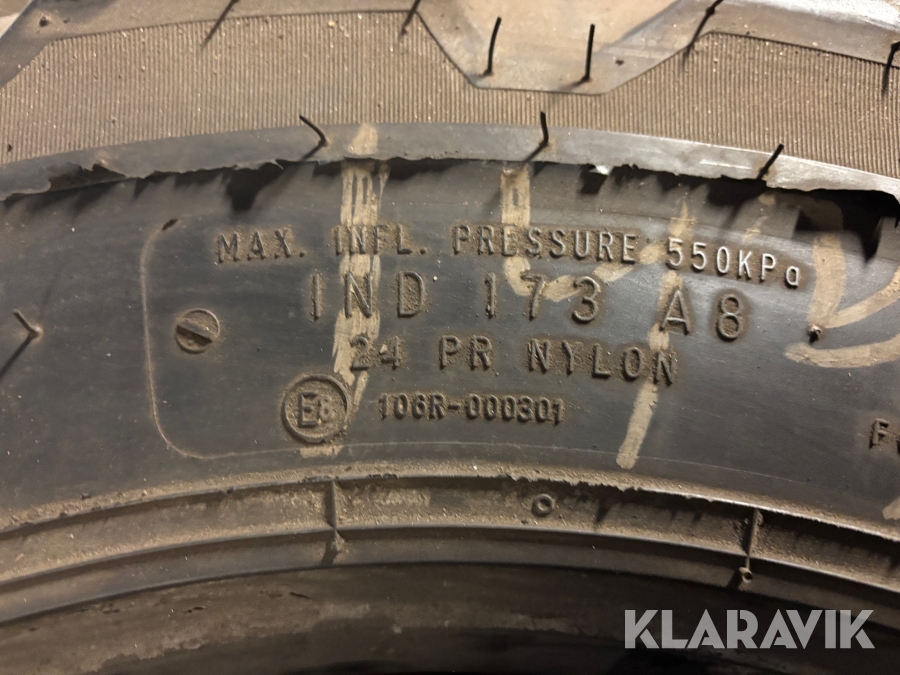 MAX. INFL. PRESSURE 550KPa
IND 173 A8
24 PR NYLON
E8 106R-000301
KLARAVIK